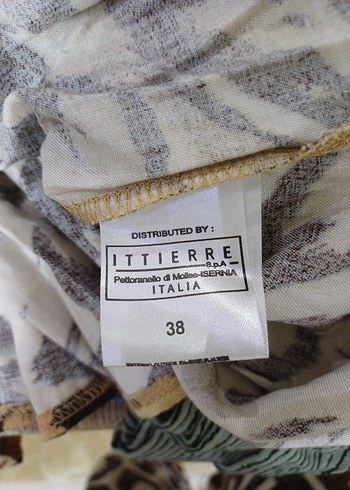 DISTRIBUTED BY :
ITTIERRE
S.p.A
Pettoranello di Molise-ISERNIA
ITALIA
38